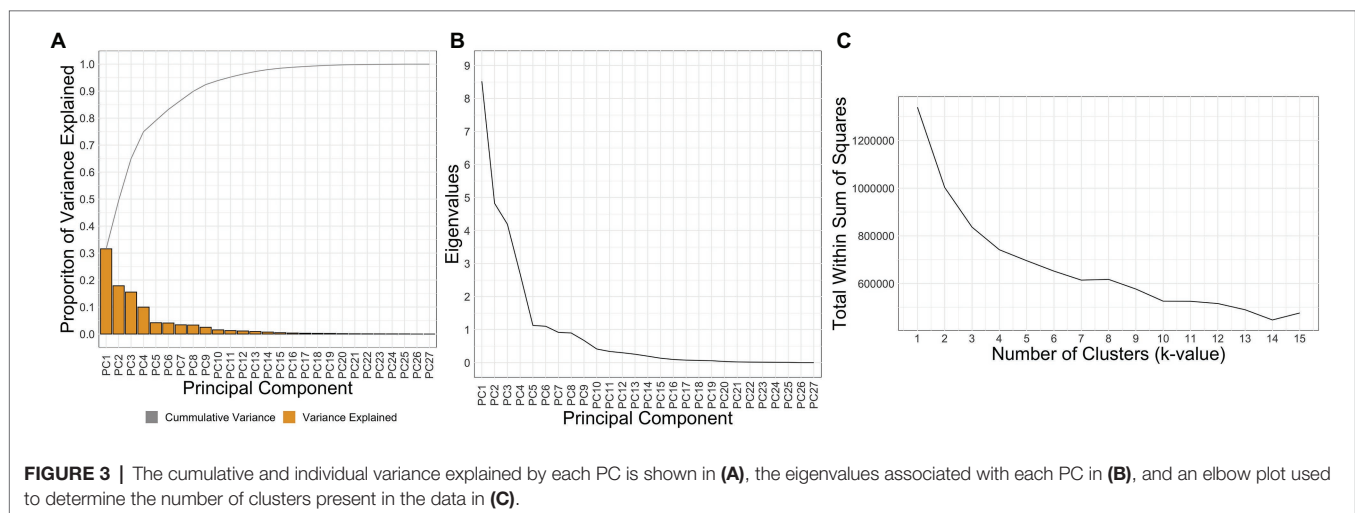 A
Proporiton of Variance Explained
1.0
0.9
0.8
0.7
0.6
0.5
0.4
0.3
0.2
0.1
0.0
PC1 PC2 PC3 PC4 PC5 PC6 PC7 PC8 PC9 PC10 PC11 PC12 PC13 PC14 PC15 PC16 PC17 PC18 PC19 PC20 PC21 PC22 PC23 PC24 PC25 PC26 PC27
Principal Component
Cummulative Variance Variance Explained
B
Eigenvalues
9
8
7
6
5
4
3
2
1
0
PC1 PC2 PC3 PC4 PC5 PC6 PC7 PC8 PC9 PC10 PC11 PC12 PC13 PC14 PC15 PC16 PC17 PC18 PC19 PC20 PC21 PC22 PC23 PC24 PC25 PC26 PC27
Principal Component
C
Total Within Sum of Squares
1200000
1000000
800000
600000
1 2 3 4 5 6 7 8 9 10 11 12 13 14 15
Number of Clusters (k-value)
FIGURE 3 | The cumulative and individual variance explained by each PC is shown in (A), the eigenvalues associated with each PC in (B), and an elbow plot used
to determine the number of clusters present in the data in (C).